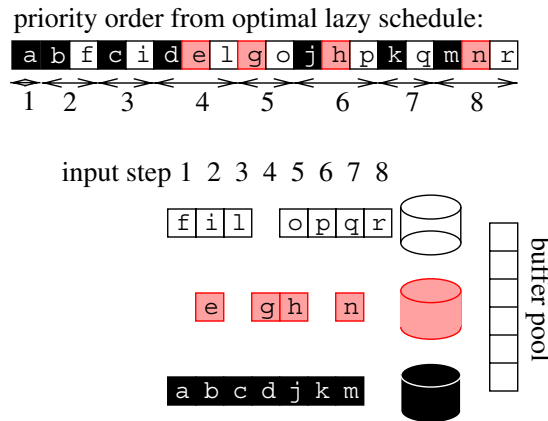 priority order from optimal lazy schedule:
a b f c i d e l g o j h p k q m n r
1 2 3 4 5 6 7 8
input step 1 2 3 4 5 6 7 8
f i l o p q r
e g h n
a b c d j k m
buffer pool